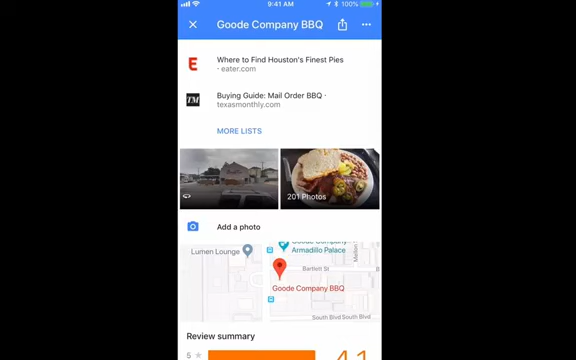 9:41 AM
100%
Goode Company BBQ
E
Where to Find Houston's Finest Pies
· eater.com
TM
Buying Guide: Mail Order BBQ ·
texasmonthly.com
MORE LISTS
201 Photos
Add a photo
Goode Company
Armadillo Palace
Lumen Lounge
Bartlett St
Goode Company BBQ
South Blvd South Blvd
Review summary
5
4.1